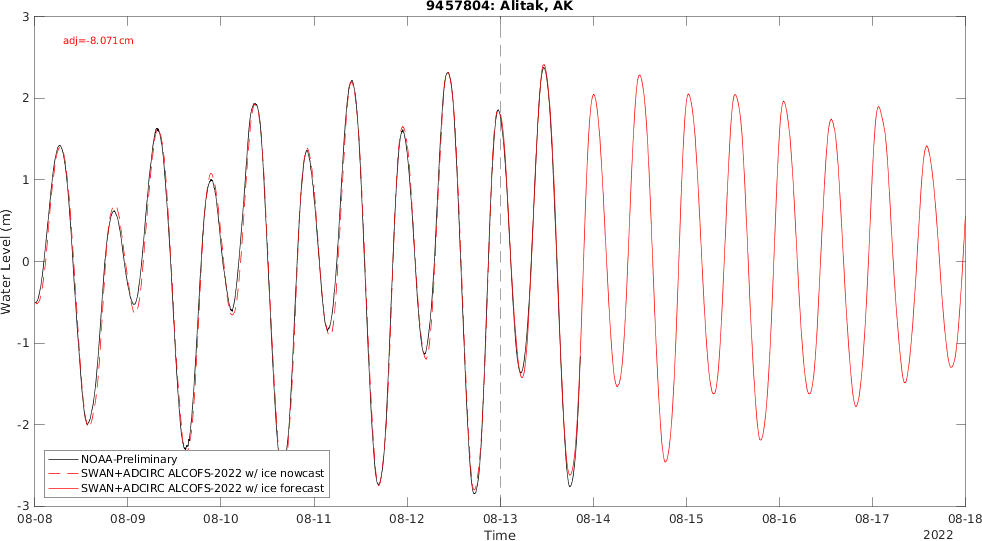 9457804: Alitak, AK
adj=-8.071cm
Water Level (m)
3
2
1
0
-1
-2
-3
NOAA-Preliminary
SWAN+ADCIRC ALCOFS-2022 w/ ice nowcast
SWAN+ADCIRC ALCOFS-2022 w/ ice forecast
08-08 08-09 08-10 08-11 08-12 08-13 08-14 08-15 08-16 08-17 08-18
Time
2022